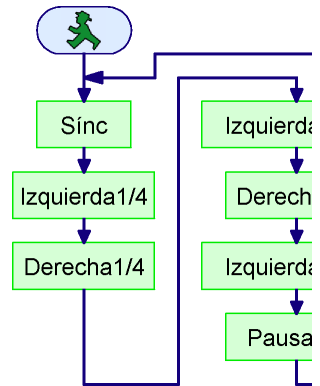 Sínc
Izquierda1/4
Derecha1/4
Izquierda
Derech
Izquierda
Pausa